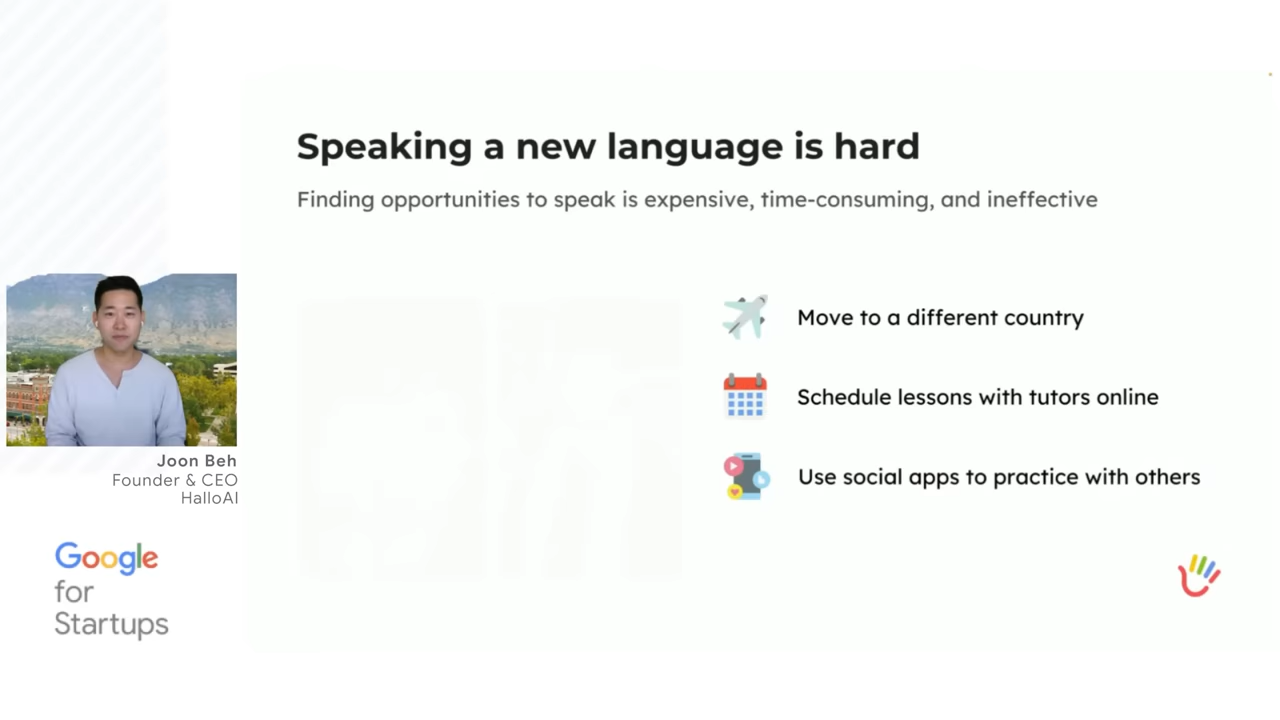 Speaking a new language is hard
Finding opportunities to speak is expensive, time-consuming, and ineffective
Move to a different country
Schedule lessons with tutors online
Use social apps to practice with others
Joon Beh
Founder & CEO
HalloAI
Google
for
Startups